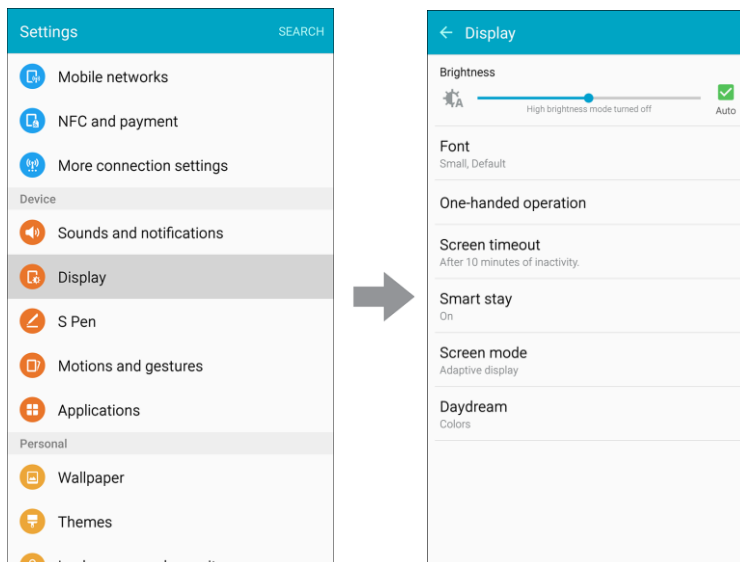 Settings
SEARCH
Mobile networks
NFC and payment
More connection settings
Device
Sounds and notifications
Display
S Pen
Motions and gestures
Applications
Personal
Wallpaper
Themes
Display
Brightness
High brightness mode turned off
Auto
Font
Small, Default
One-handed operation
Screen timeout
After 10 minutes of inactivity.
Smart stay
On
Screen mode
Adaptive display
Daydream
Colors